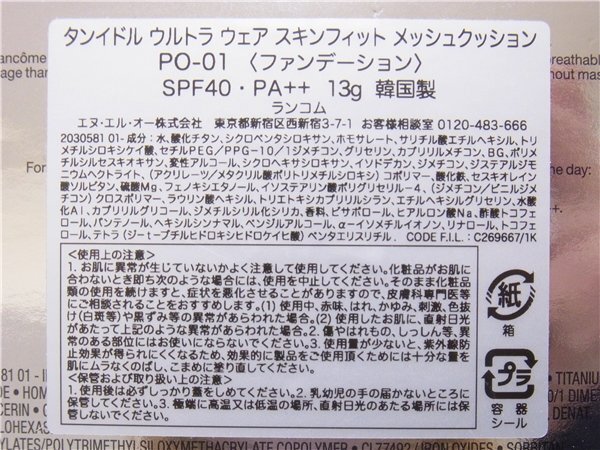 タンイドル ウルトラ ウェア スキンフィット メッシュクッション
PO-01 〈ファンデーション〉
SPF40・PA++ 13g 韓国製
ランコム
エヌ・エル・オー株式会社 東京都新宿区西新宿3-7-1 お客様相談室 0120-483-666
2030581 01- 成分：水、酸化チタン、シクロペンタシロキサン、ホモサレート、サリチル酸エチルヘキシル、トリ
メチルシロキシケイ酸、セチルPEG/PPG-10/1ジメチコン、グリセリン、カプリリルメチコン、BG、ポリメ
チルシルセスキオキサン、変性アルコール、シクロヘキサシロキサン、イソドデカン、ジメチコン、ジステアルジモ
ニウムヘクトライト、（アクリレーツ/メタクリル酸ポリトリメチルシロキシ）コポリマー、酸化鉄、セスキオレイン
酸ソルビタン、硫酸Mg、フェノキシエタノール、イソステアリン酸ポリグリセリル-4、（ジメチコン/ビニルジメ
チコン）クロスポリマー、ラウリン酸ヘキシル、トリエトキシカプリリルシラン、エチルヘキシルグリセリン、水酸
化Al、カプリリルグリコール、ジメチルシリル化シリカ、香料、ビサボロール、ヒアルロン酸Na、酢酸トコフェ
ロール、パンテノール、ヘキシルシンナマル、ベンジルアルコール、α-イソメチルイオノン、リナロール、トコフェ
ロール、テトラ（ジ-t-ブチルヒドロキシヒドロケイヒ酸）ペンタエリスリチル. CODE F.I.L.：C269667/1K
＜使用上の注意＞
1. お肌に異常が生じていないかよく注意して使用してください。化粧品がお肌に
合わないとき即ち次のような場合には、使用を中止してください。そのまま化粧品
類の使用を続けますと、症状を悪化させることがありますので、皮膚科専門医等
にご相談されることをおすすめします。(1) 使用中、赤味、はれ、かゆみ、刺激、色抜
け(白斑等)や黒ずみ等の異常があらわれた場合。(2) 使用したお肌に、直射日光
があたって上記のような異常があらわれた場合。2. 傷やはれもの、しっしん等、異
常のある部位にはお使いにならないでください。3. 使用量が少ないと、紫外線防
止効果が得られにくくなるため、効果的に製品をご使用いただくためには十分な量を
肌にムラなくのばし、こまめに塗り直してください。
＜保管および取り扱い上の注意＞
1. 使用後は必ずしっかり蓋をしめてください。2. 乳幼児の手の届かないところに保
管してください。3. 極端に高温又は低温の場所、直射日光のあたる場所には保
管しないでください。
紙
箱
プラ
容器
シール
ncôme
nage than
For
breathable
hout mas
the day:
581 01 - I
TITANIUM
DE • HOM
CERIN • C
0/1 DIMET
DENAT.
LOHEXAS
YLATES/POLYTRIMETHYLSILOXYMETHACRYLATE COPOLYMER • CI 77492 / IRON OXIDES • SORBITAN